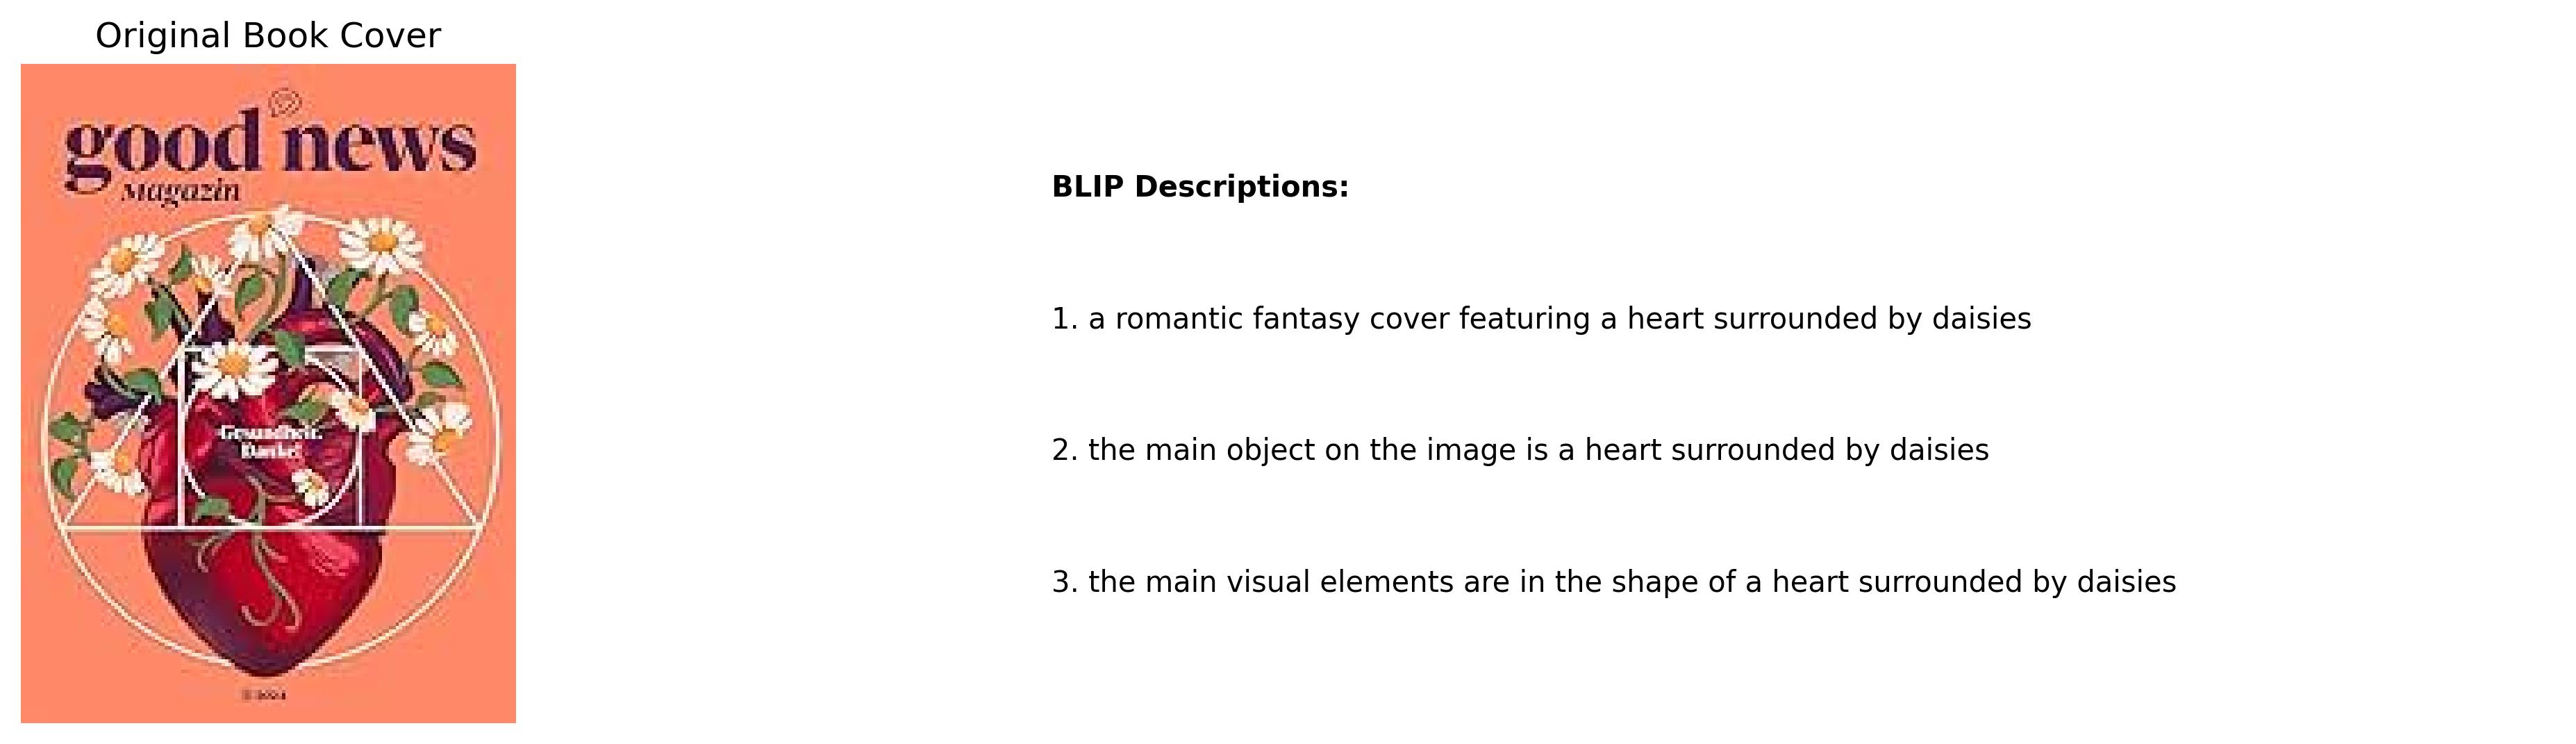 Original Book Cover
good news
Magazin
Gesundheit.
Danke!
BLIP Descriptions:
1. a romantic fantasy cover featuring a heart surrounded by daisies
2. the main object on the image is a heart surrounded by daisies
3. the main visual elements are in the shape of a heart surrounded by daisies